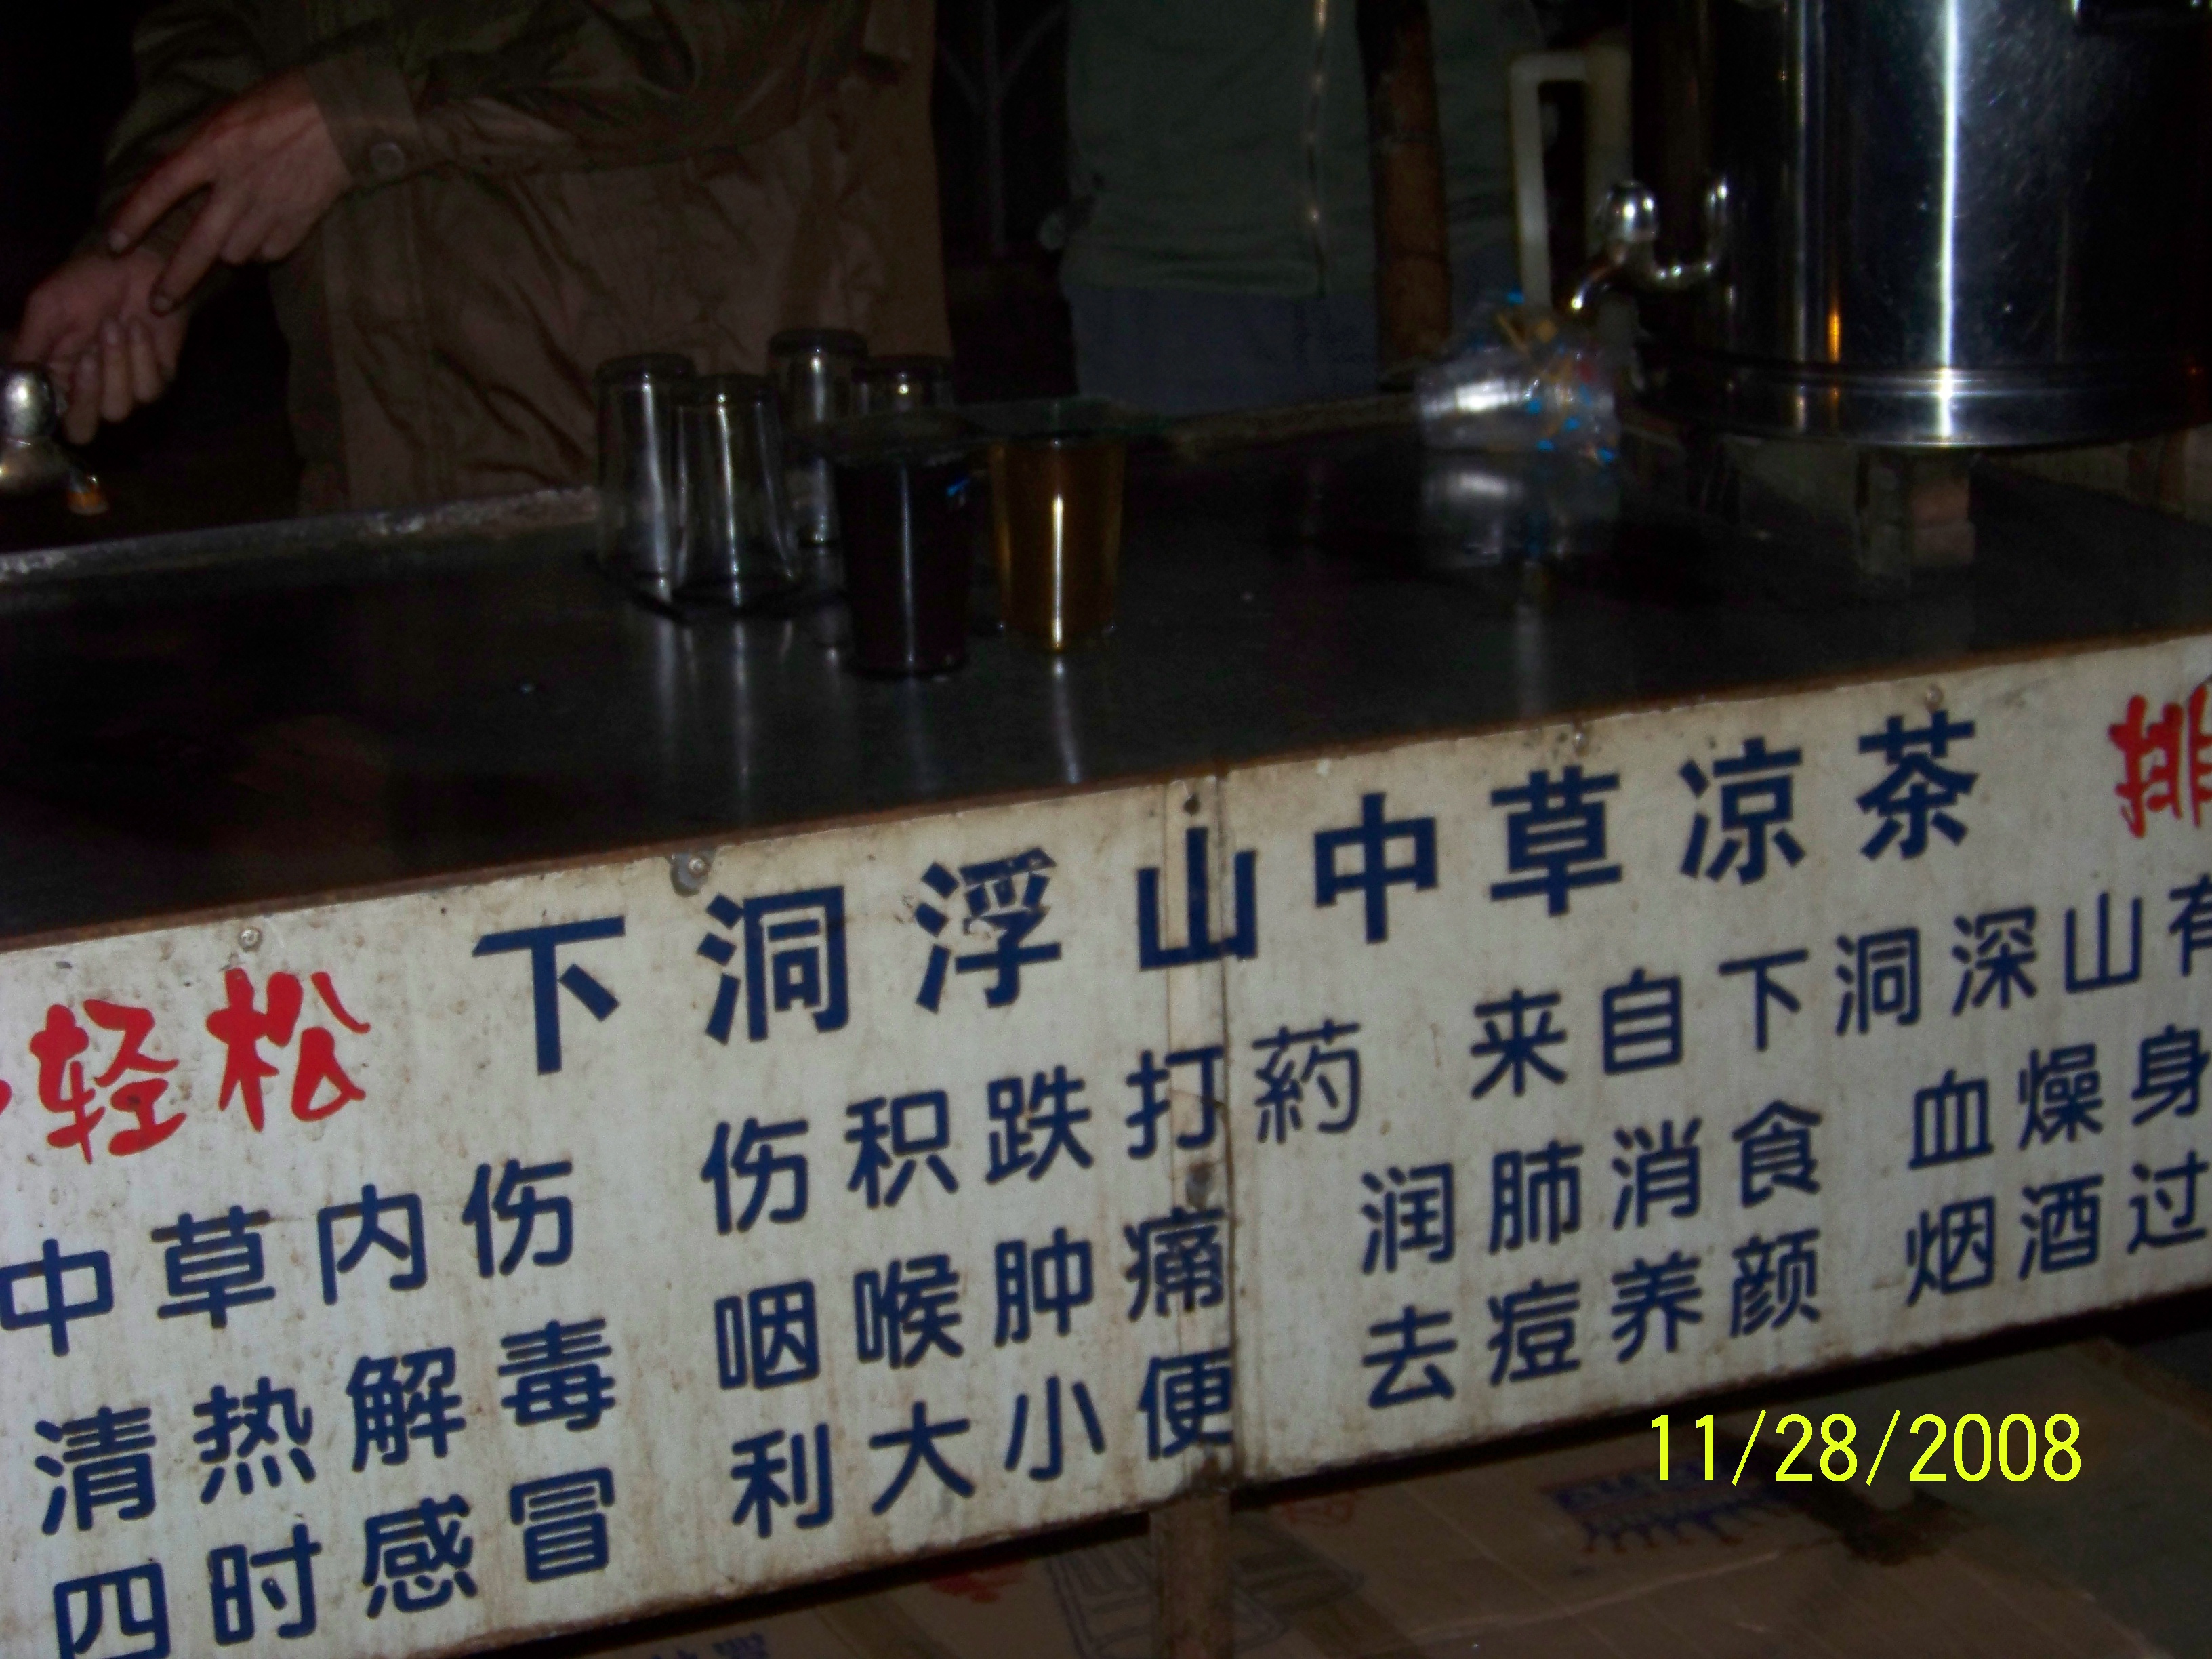 轻松 下洞浮山中草凉茶 排
中草内伤 伤积跌打葯 来自下洞深山有
清热解毒 咽喉肿痛 润肺消食 血燥身
四时感冒 利大小便 去痘养颜 烟酒过
11/28/2008